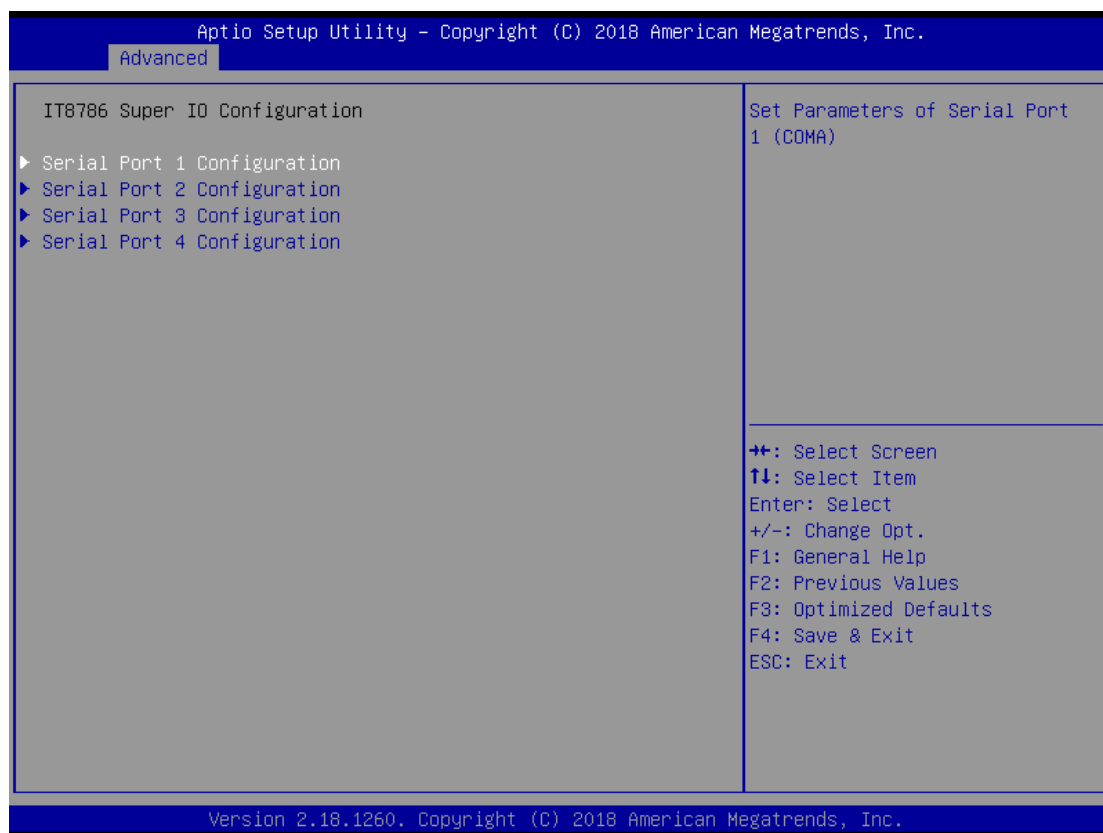 Aptio Setup Utility – Copyright (C) 2018 American Megatrends, Inc.
Advanced
IT8786 Super IO Configuration
▶ Serial Port 1 Configuration
▶ Serial Port 2 Configuration
▶ Serial Port 3 Configuration
▶ Serial Port 4 Configuration
Set Parameters of Serial Port
1 (COMA)
→←: Select Screen
↑↓: Select Item
Enter: Select
+/-: Change Opt.
F1: General Help
F2: Previous Values
F3: Optimized Defaults
F4: Save & Exit
ESC: Exit
Version 2.18.1260. Copyright (C) 2018 American Megatrends, Inc.